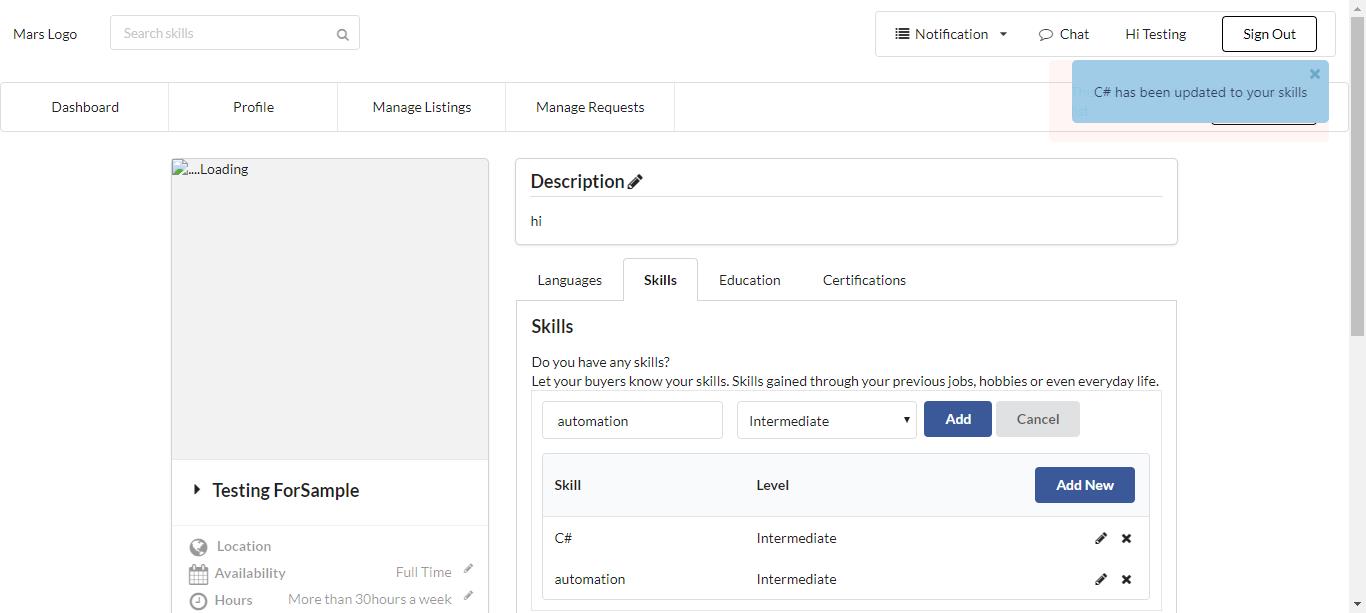 Mars Logo
Search skills
Notification
Chat
Hi Testing
Sign Out
C# has been updated to your skills
Dashboard
Profile
Manage Listings
Manage Requests
....Loading
Description
hi
Languages
Skills
Education
Certifications
Skills
Do you have any skills?
Let your buyers know your skills. Skills gained through your previous jobs, hobbies or even everyday life.
automation
Intermediate
Add
Cancel
Skill
Level
Add New
C#
Intermediate
automation
Intermediate
Testing ForSample
Location
Availability
Full Time
Hours
More than 30hours a week